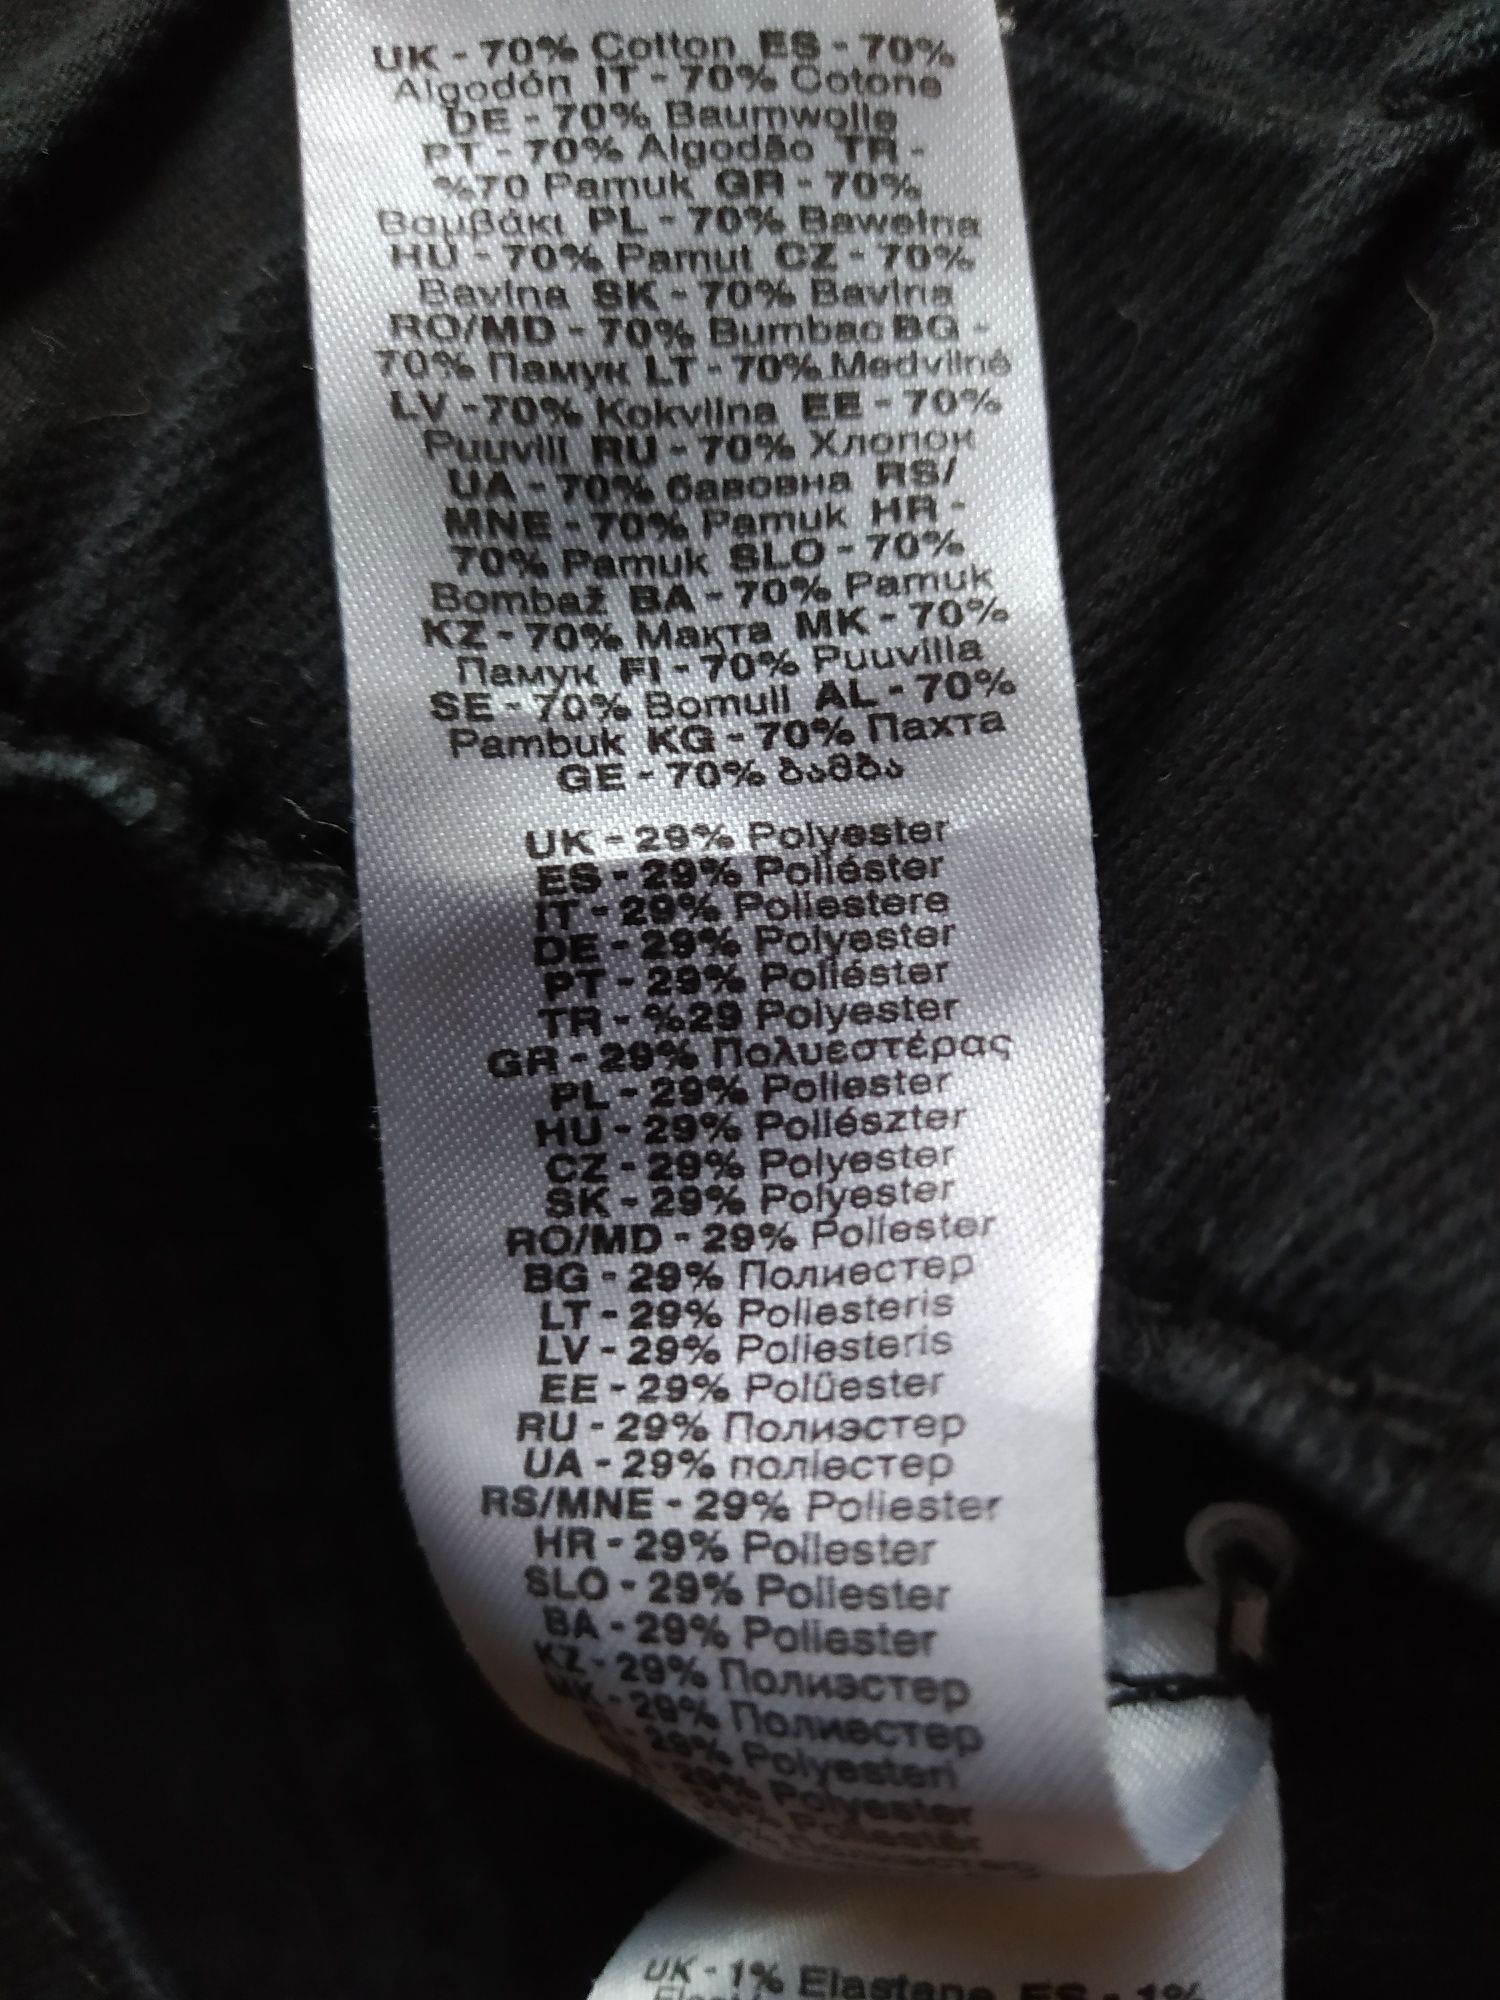 UK - 70% Cotton ES - 70%
Algodón IT - 70% Cotone
DE - 70% Baumwolle
PT - 70% Algodão TR -
%70 Pamuk GR - 70%
Βαμβάκι PL - 70% Bawełna
HU - 70% Pamut CZ - 70%
Bavlna SK - 70% Bavlna
RO/MD - 70% Bumbac BG -
70% Памук LT - 70% Medvilnė
LV -70% Kokvilna EE - 70%
Puuvill RU - 70% Хлопок
UA - 70% бавовна RS/
MNE - 70% Pamuk HR -
70% Pamuk SLO - 70%
Bombaž BA - 70% Pamuk
KZ - 70% Мақта MK - 70%
Памук FI - 70% Puuvilla
SE - 70% Bomull AL - 70%
Pambuk KG - 70% Пахта
GE - 70% ბამბა
UK - 29% Polyester
ES - 29% Poliéster
IT - 29% Poliestere
DE - 29% Polyester
PT - 29% Poliéster
TR - %29 Polyester
GR - 29% Πολυεστέρας
PL - 29% Poliester
HU - 29% Poliészter
CZ - 29% Polyester
SK - 29% Polyester
RO/MD - 29% Poliester
BG - 29% Полиестер
LT - 29% Poliesteris
LV - 29% Poliesteris
EE - 29% Polüester
RU - 29% Полиэстер
UA - 29% поліестер
RS/MNE - 29% Poliester
HR - 29% Poliester
SLO - 29% Poliester
BA - 29% Poliester
KZ - 29% Полиэстер
MK - 29% Полиестер
FI - 29% Polyesteri
29% Polyester
29% Poliestër
UK - 1% Elastane ES - 1%